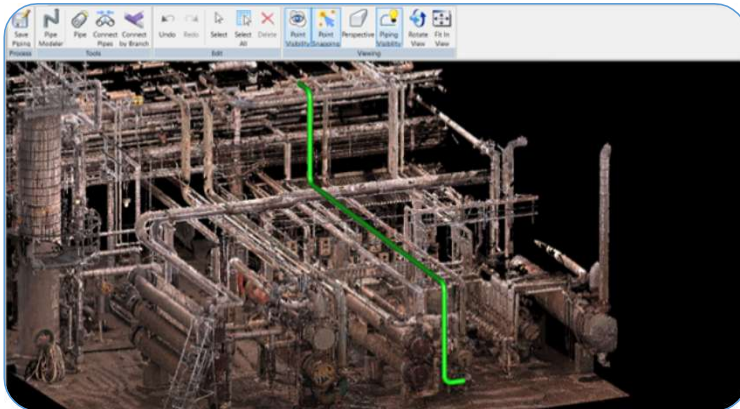 Save Piping
Pipe Modeler
Pipe
Connect Pipes
Connect by Branch
Undo
Redo
Select
Select All
Delete
Point Visibility
Point Snapping
Perspective
Piping Visibility
Rotate View
Fit In View
Process
Tools
Edit
Viewing